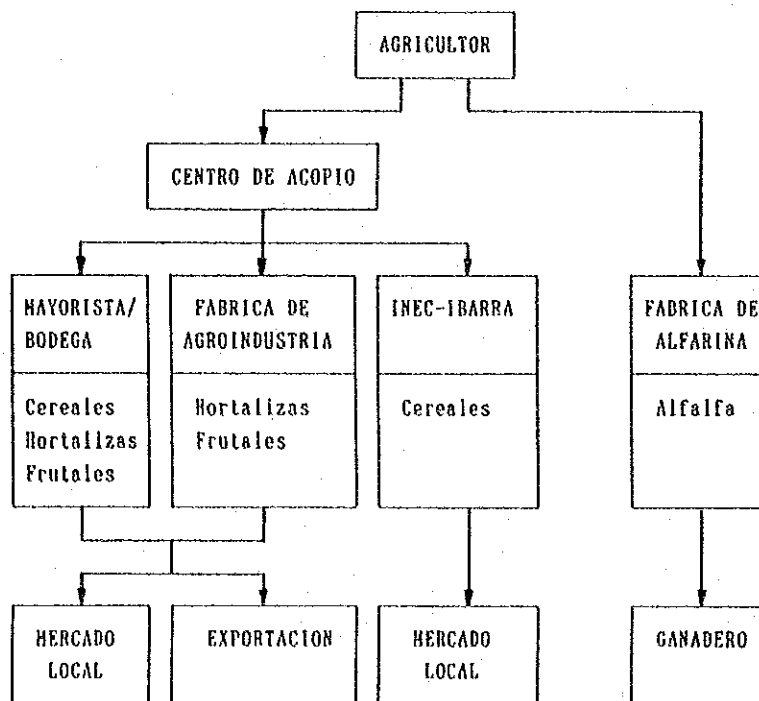 AGRICULTOR
CENTRO DE ACOPIO
MAYORISTA/
BODEGA
Cereales
Hortalizas
Frutales
FABRICA DE
AGROINDUSTRIA
Hortalizas
Frutales
INEC-IBARRA
Cereales
FABRICA DE
ALFARINA
Alfalfa
MERCADO
LOCAL
EXPORTACION
MERCADO
LOCAL
GANADERO